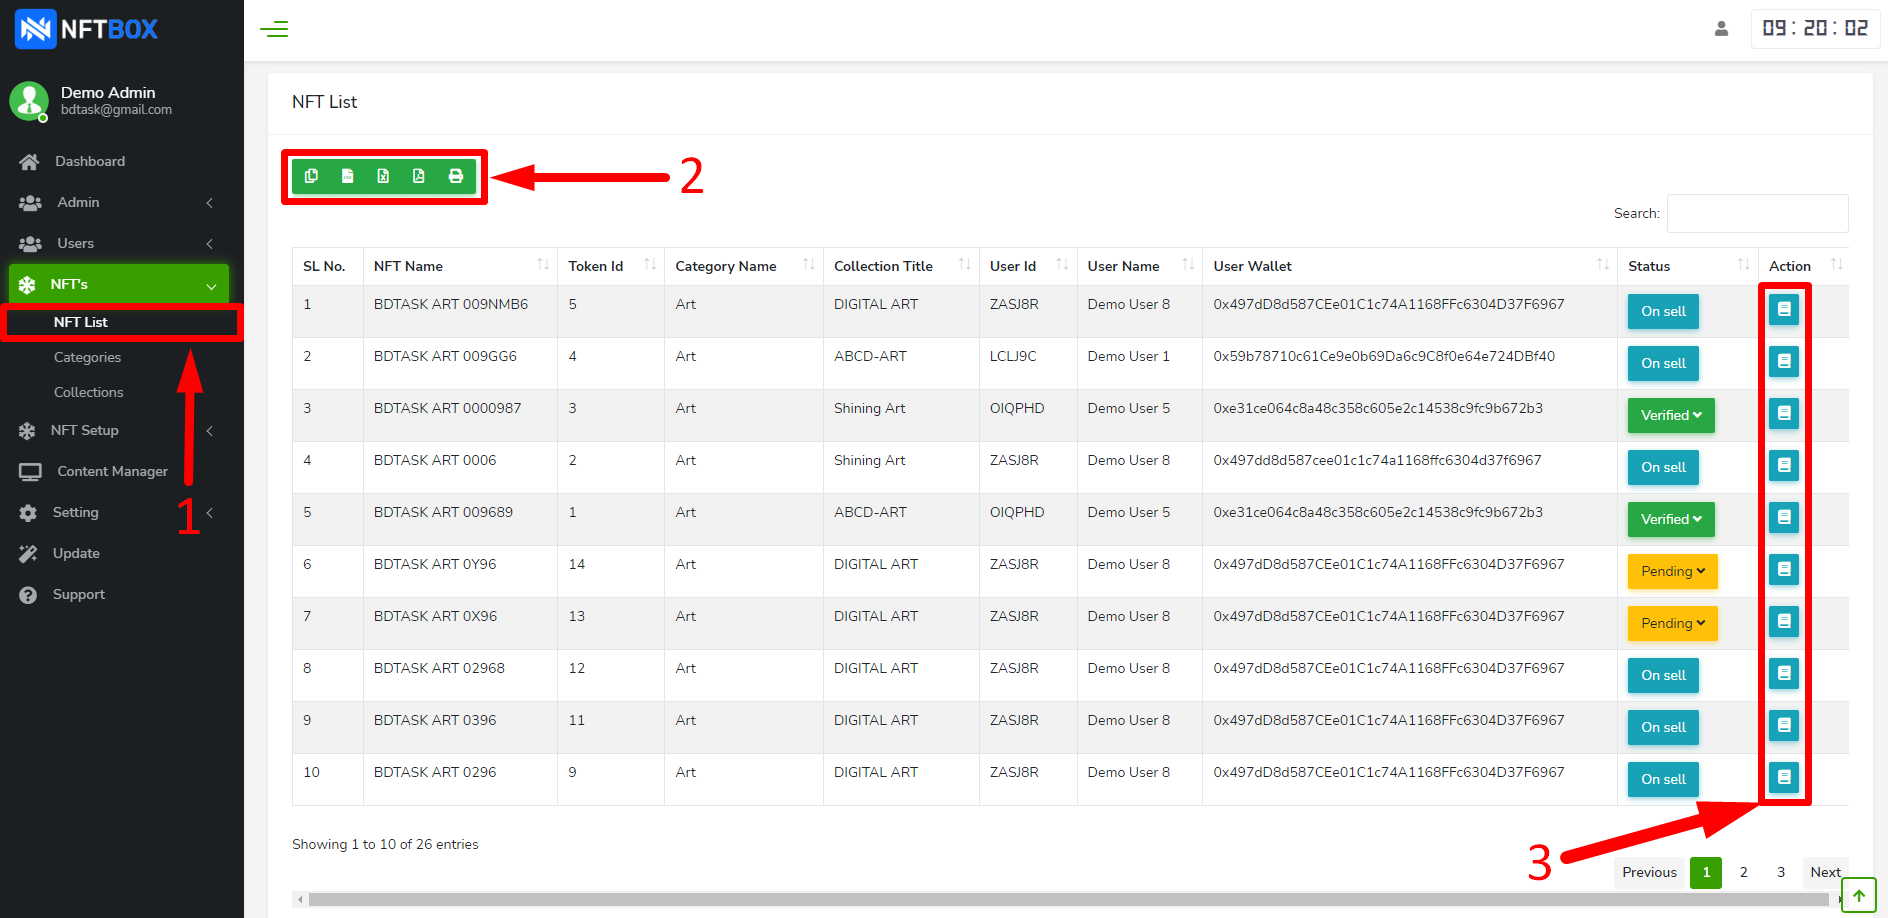 NFTBOX
09:20:02
Demo Admin
bdtask@gmail.com
Dashboard
Admin
Users
NFT's
NFT List
Categories
Collections
NFT Setup
Content Manager
Setting
Update
Support
1
NFT List
2
Search:
SL No. NFT Name Token Id Category Name Collection Title User Id User Name User Wallet Status Action
1 BDTASK ART 009NMB6 5 Art DIGITAL ART ZASJ8R Demo User 8 0x497dD8d587CEe01C1c74A1168FFc6304D37F6967 On sell
2 BDTASK ART 009GG6 4 Art ABCD-ART LCLJ9C Demo User 1 0x59b78710c61Ce9e0b69Da6c9C8f0e64e724DBf40 On sell
3 BDTASK ART 0000987 3 Art Shining Art OIQPHD Demo User 5 0xe31ce064c8a48c358c605e2c14538c9fc9b672b3 Verified
4 BDTASK ART 0006 2 Art Shining Art ZASJ8R Demo User 8 0x497dd8d587cee01c1c74a1168ffc6304d37f6967 On sell
5 BDTASK ART 009689 1 Art ABCD-ART OIQPHD Demo User 5 0xe31ce064c8a48c358c605e2c14538c9fc9b672b3 Verified
6 BDTASK ART 0Y96 14 Art DIGITAL ART ZASJ8R Demo User 8 0x497dD8d587CEe01C1c74A1168FFc6304D37F6967 Pending
7 BDTASK ART 0X96 13 Art DIGITAL ART ZASJ8R Demo User 8 0x497dD8d587CEe01C1c74A1168FFc6304D37F6967 Pending
8 BDTASK ART 02968 12 Art DIGITAL ART ZASJ8R Demo User 8 0x497dD8d587CEe01C1c74A1168FFc6304D37F6967 On sell
9 BDTASK ART 0396 11 Art DIGITAL ART ZASJ8R Demo User 8 0x497dD8d587CEe01C1c74A1168FFc6304D37F6967 On sell
10 BDTASK ART 0296 9 Art DIGITAL ART ZASJ8R Demo User 8 0x497dD8d587CEe01C1c74A1168FFc6304D37F6967 On sell
Showing 1 to 10 of 26 entries
3
Previous 1 2 3 Next